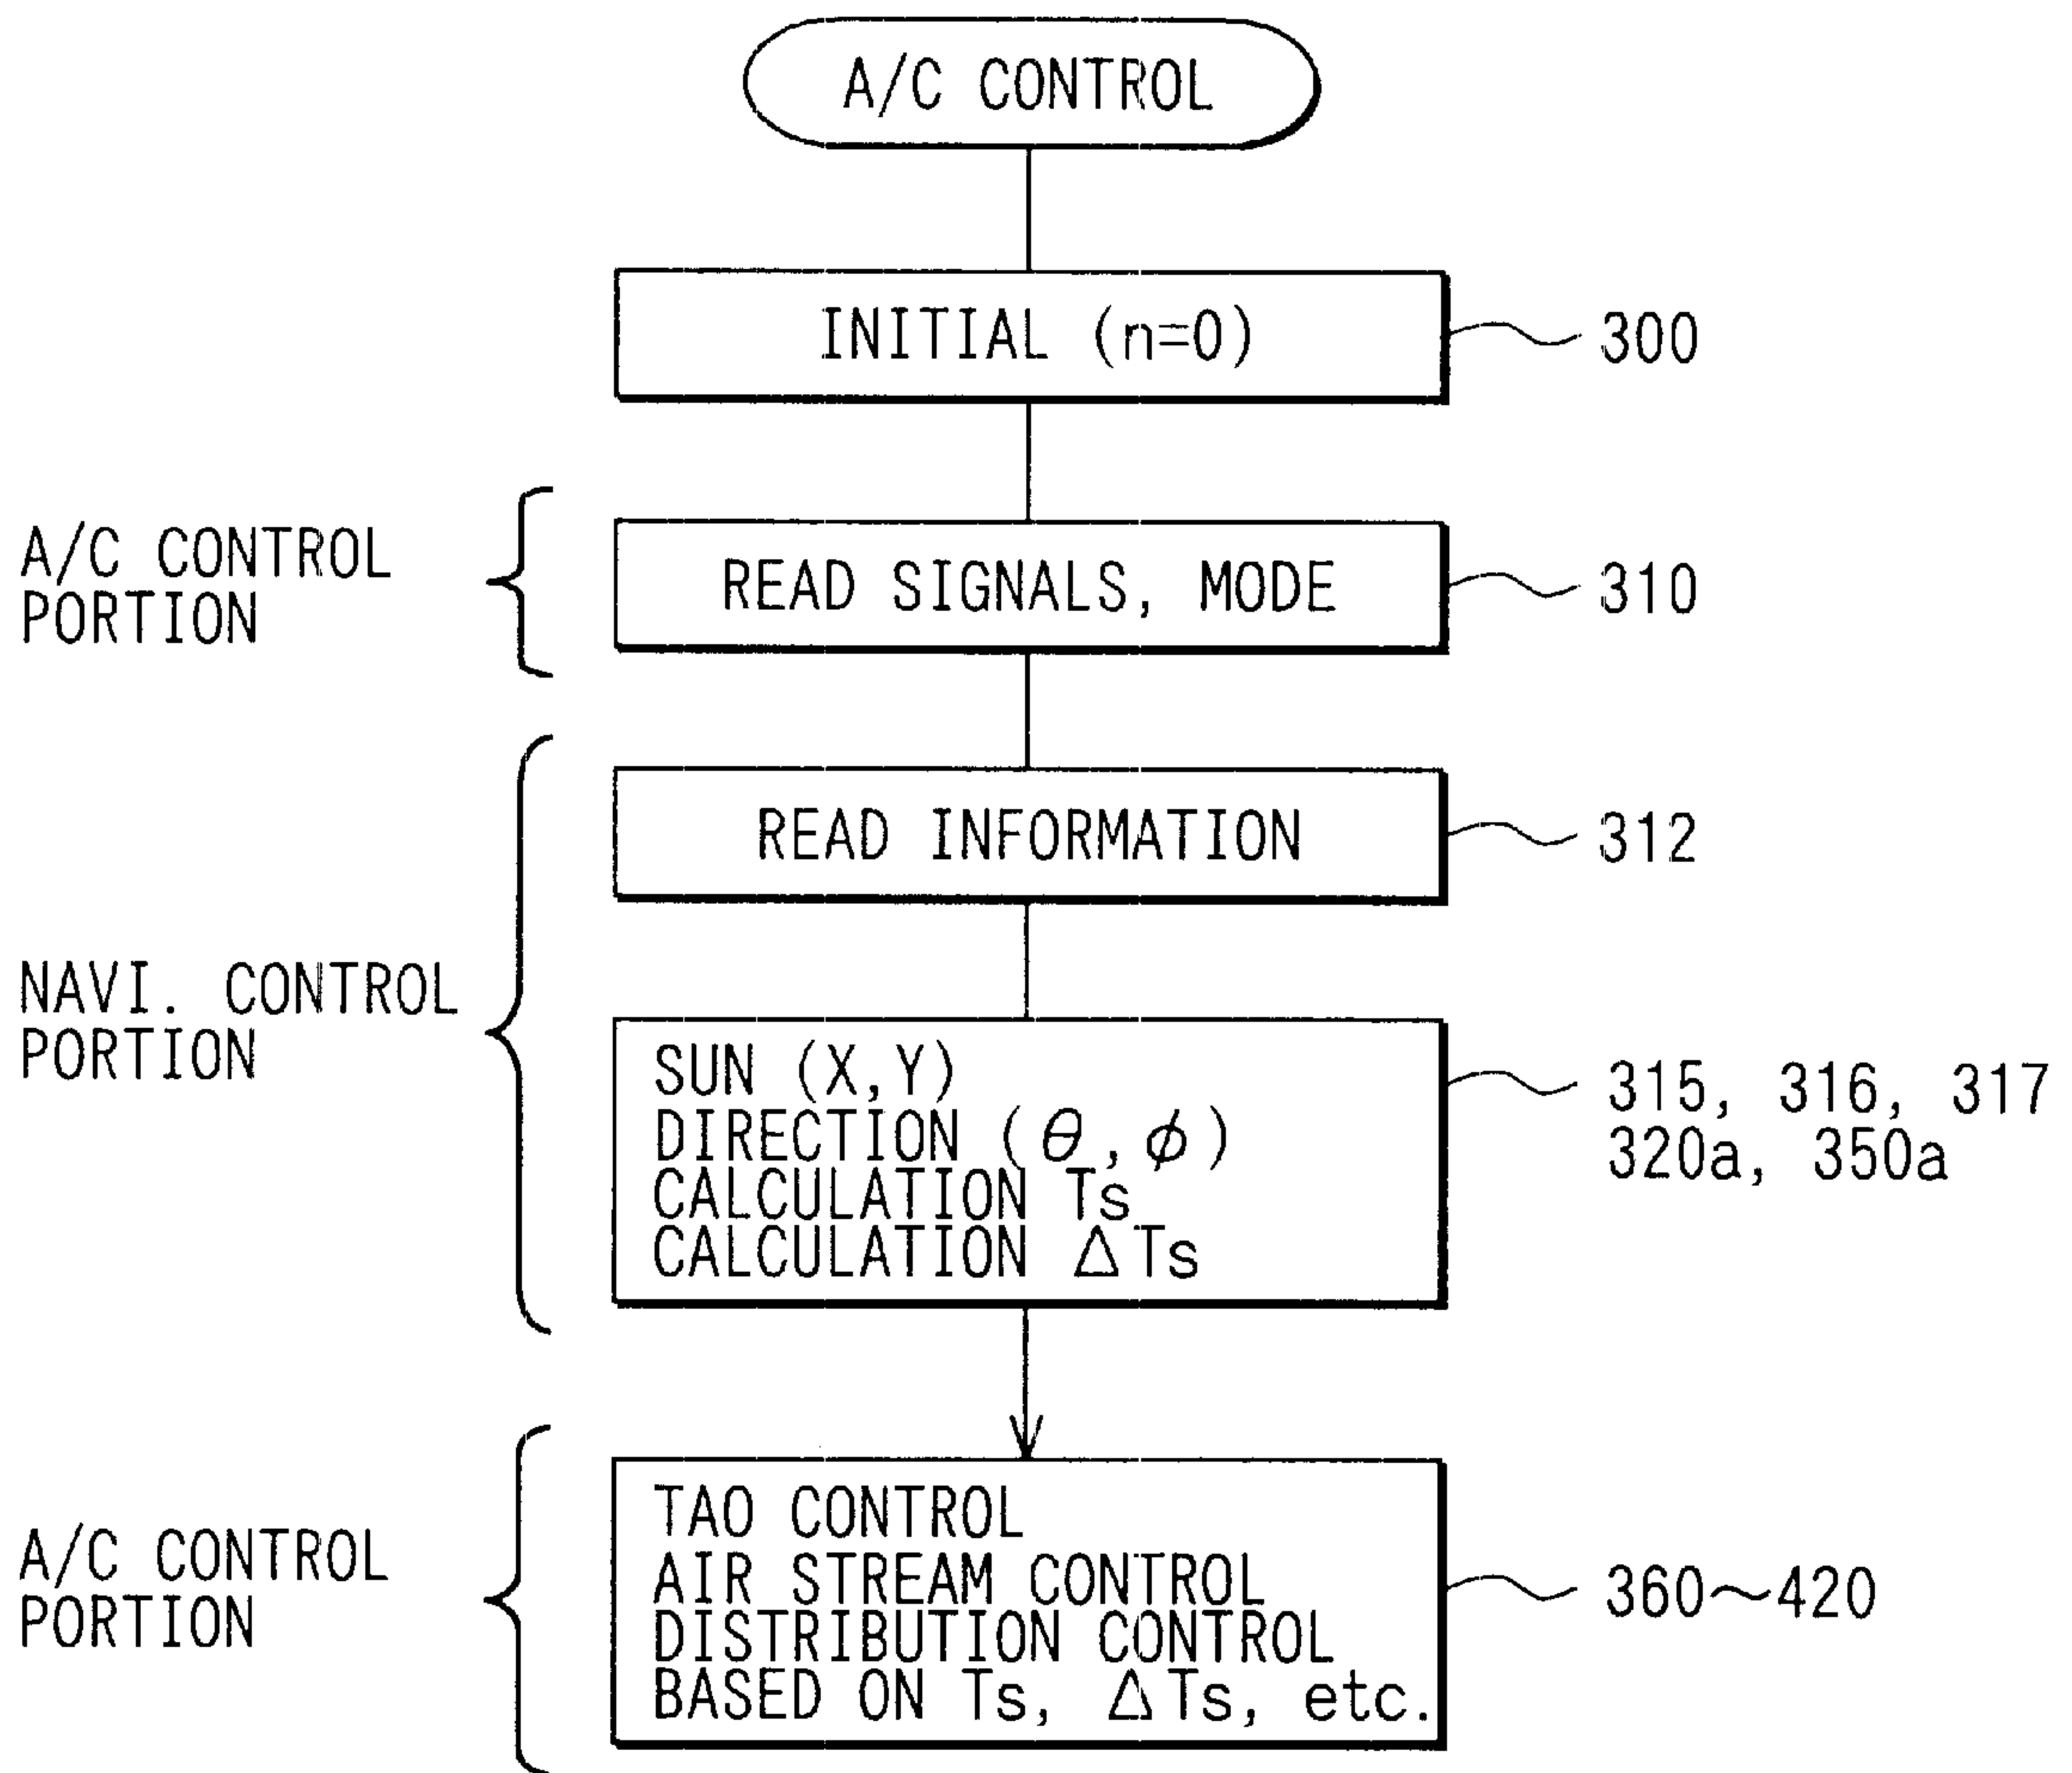 A/C CONTROL
INITIAL (n=0)
300
A/C CONTROL
PORTION
READ SIGNALS, MODE
310
READ INFORMATION
312
NAVI. CONTROL
PORTION
SUN (X,Y)
DIRECTION (θ,φ)
CALCULATION Ts
CALCULATION ΔTs
315, 316, 317
320a, 350a
A/C CONTROL
PORTION
TAO CONTROL
AIR STREAM CONTROL
DISTRIBUTION CONTROL
BASED ON Ts, ΔTs, etc.
360~420